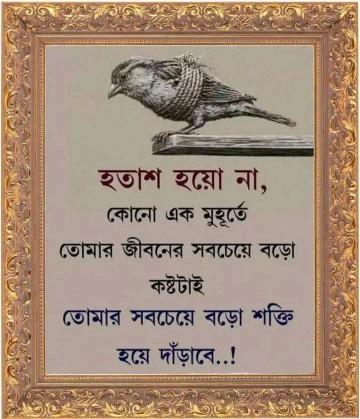 হতাশ হয়ো না,
কোনো এক মুহূর্তে
তোমার জীবনের সবচেয়ে বড়ো
কষ্টটাই
তোমার সবচেয়ে বড়ো শক্তি
হয়ে দাঁড়াবে..!